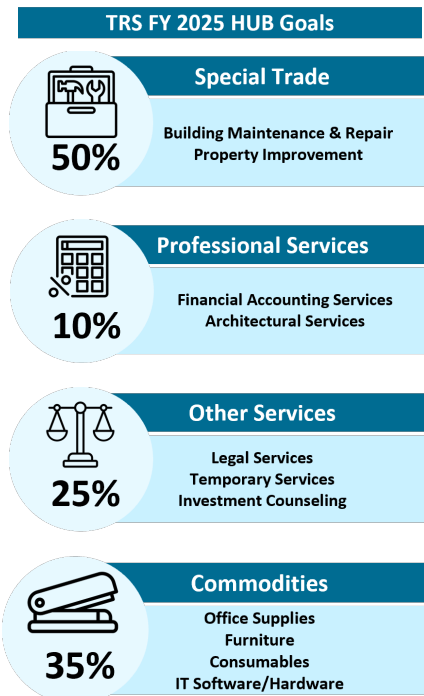 TRS FY 2025 HUB Goals
Special Trade
50%
Building Maintenance & Repair
Property Improvement
Professional Services
10%
Financial Accounting Services
Architectural Services
Other Services
25%
Legal Services
Temporary Services
Investment Counseling
Commodities
35%
Office Supplies
Furniture
Consumables
IT Software/Hardware